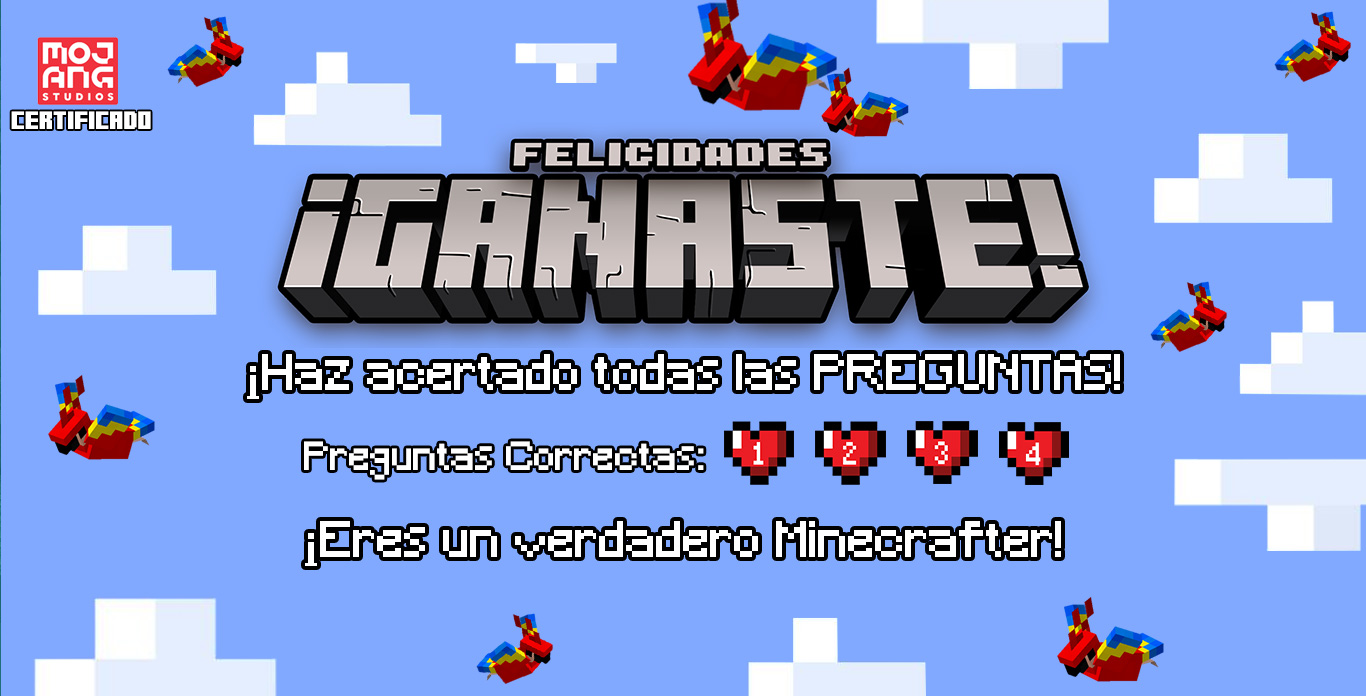 MOJ
ANG
STUDIOS
CERTIFICADO
FELICIDADES
¡GANASTE!
¡Haz acertado todas las PREGUNTAS!
Preguntas Correctas: 1 2 3 4
¡Eres un verdadero Minecrafter!